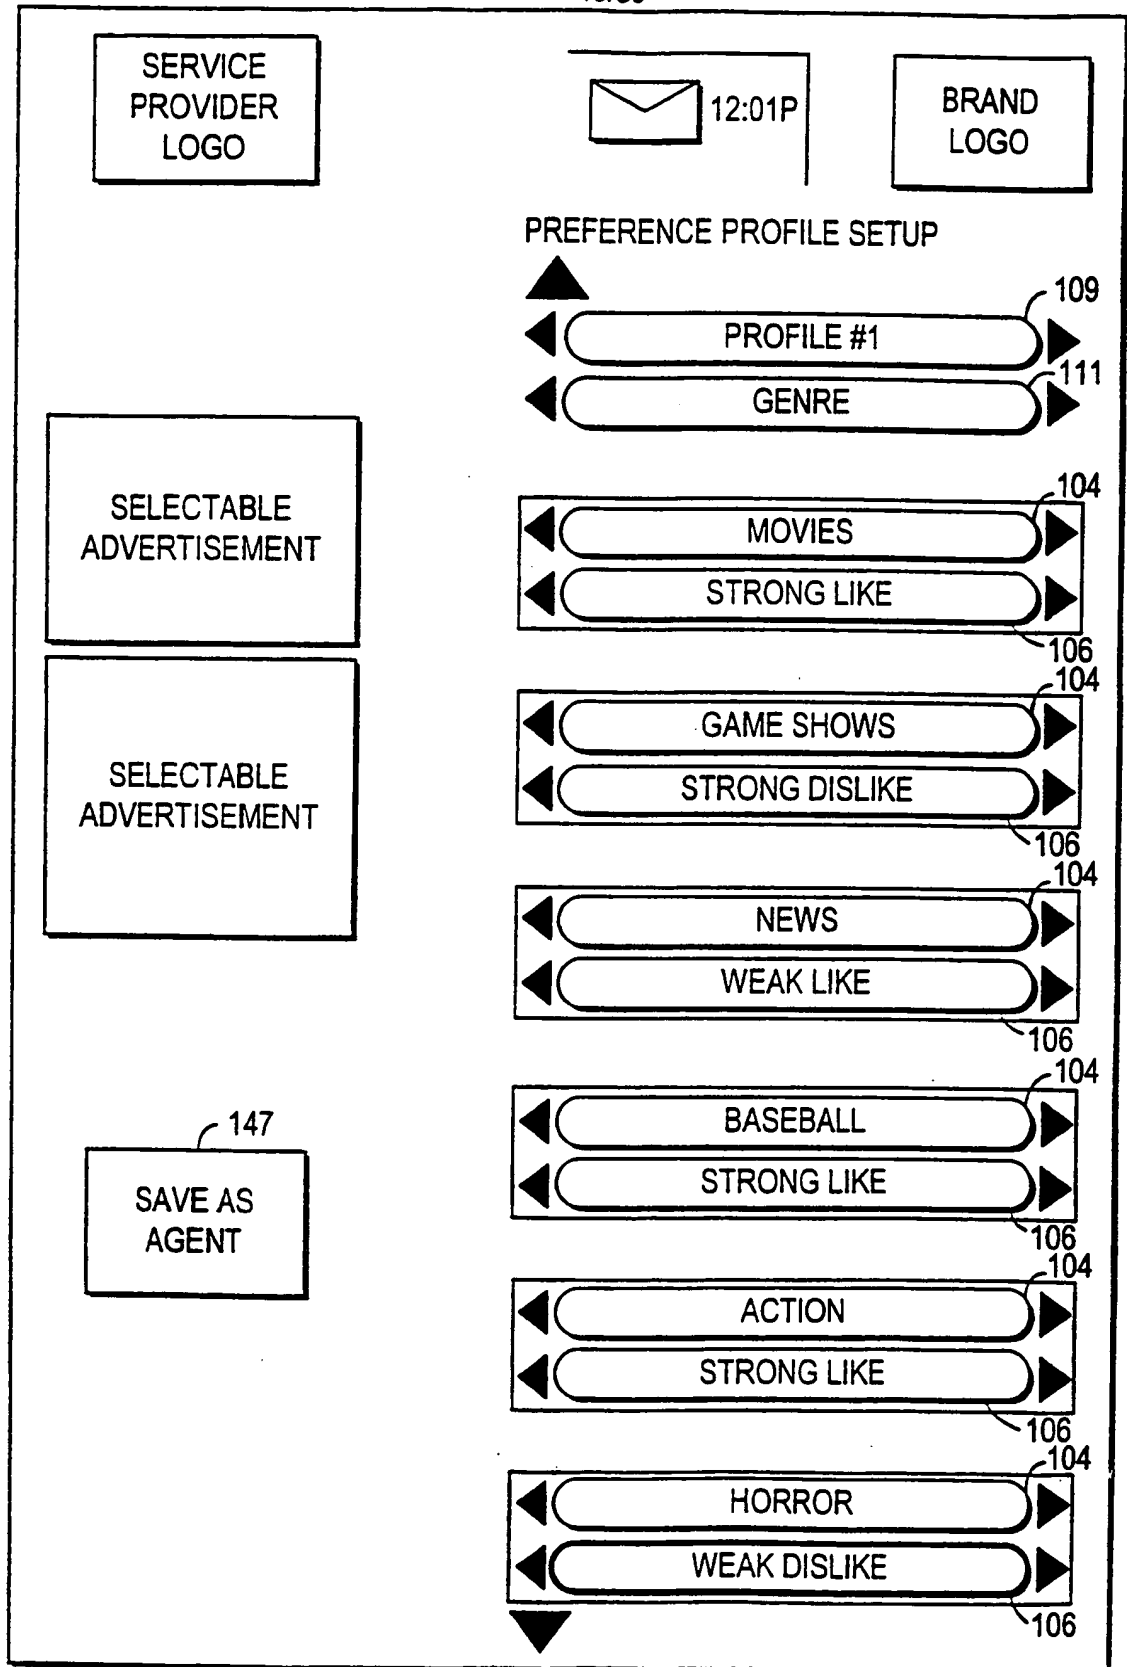 SERVICE
PROVIDER
LOGO
12:01P
BRAND
LOGO
PREFERENCE PROFILE SETUP
109
PROFILE #1
111
GENRE
SELECTABLE
ADVERTISEMENT
104
MOVIES
STRONG LIKE
106
SELECTABLE
ADVERTISEMENT
104
GAME SHOWS
STRONG DISLIKE
106
104
NEWS
WEAK LIKE
106
147
SAVE AS
AGENT
104
BASEBALL
STRONG LIKE
106
104
ACTION
STRONG LIKE
106
104
HORROR
WEAK DISLIKE
106